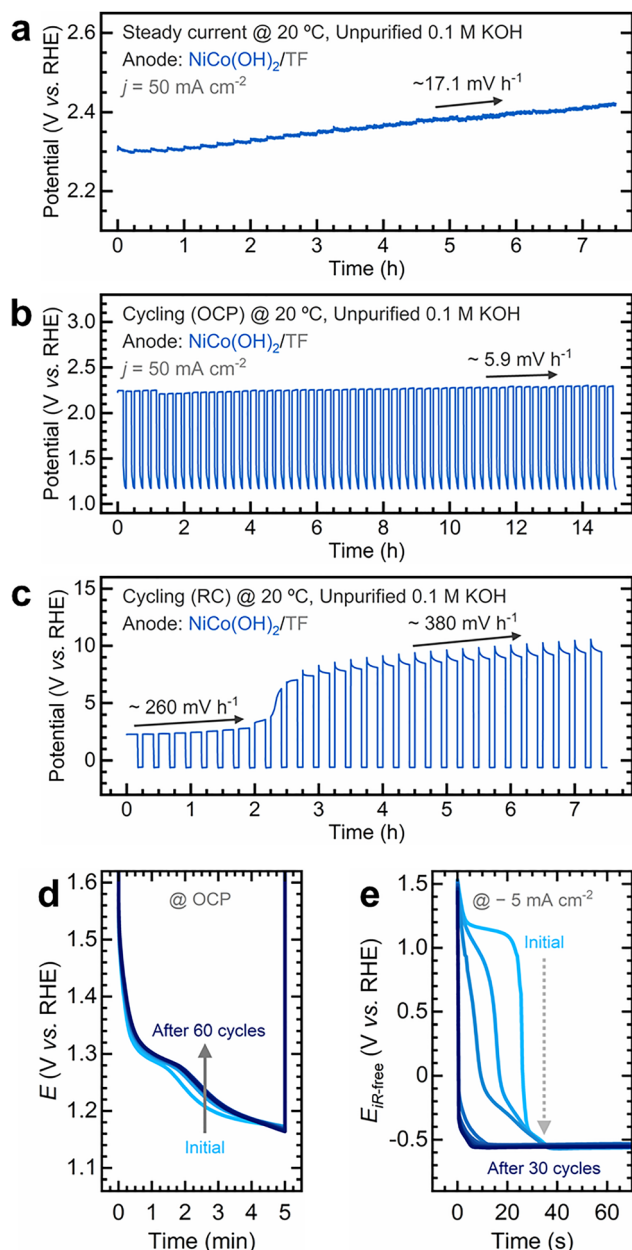 a
Steady current @ 20 ºC, Unpurified 0.1 M KOH
Anode: NiCo(OH)₂/TF
j = 50 mA cm⁻²
~17.1 mV h⁻¹
Potential (V vs. RHE)
2.6
2.4
2.2
0 1 2 3 4 5 6 7
Time (h)
b
Cycling (OCP) @ 20 ºC, Unpurified 0.1 M KOH
Anode: NiCo(OH)₂/TF
j = 50 mA cm⁻²
~ 5.9 mV h⁻¹
Potential (V vs. RHE)
3.0
2.5
2.0
1.5
1.0
0 2 4 6 8 10 12 14
Time (h)
c
Cycling (RC) @ 20 ºC, Unpurified 0.1 M KOH
Anode: NiCo(OH)₂/TF
~ 380 mV h⁻¹
~ 260 mV h⁻¹
Potential (V vs. RHE)
15
10
5
0
0 1 2 3 4 5 6 7
Time (h)
d
@ OCP
After 60 cycles
Initial
E (V vs. RHE)
1.6
1.5
1.4
1.3
1.2
1.1
0 1 2 3 4 5
Time (min)
e
@ − 5 mA cm⁻²
Initial
After 30 cycles
E iR-free (V vs. RHE)
1.5
1.0
0.5
0
-0.5
0 20 40 60
Time (s)